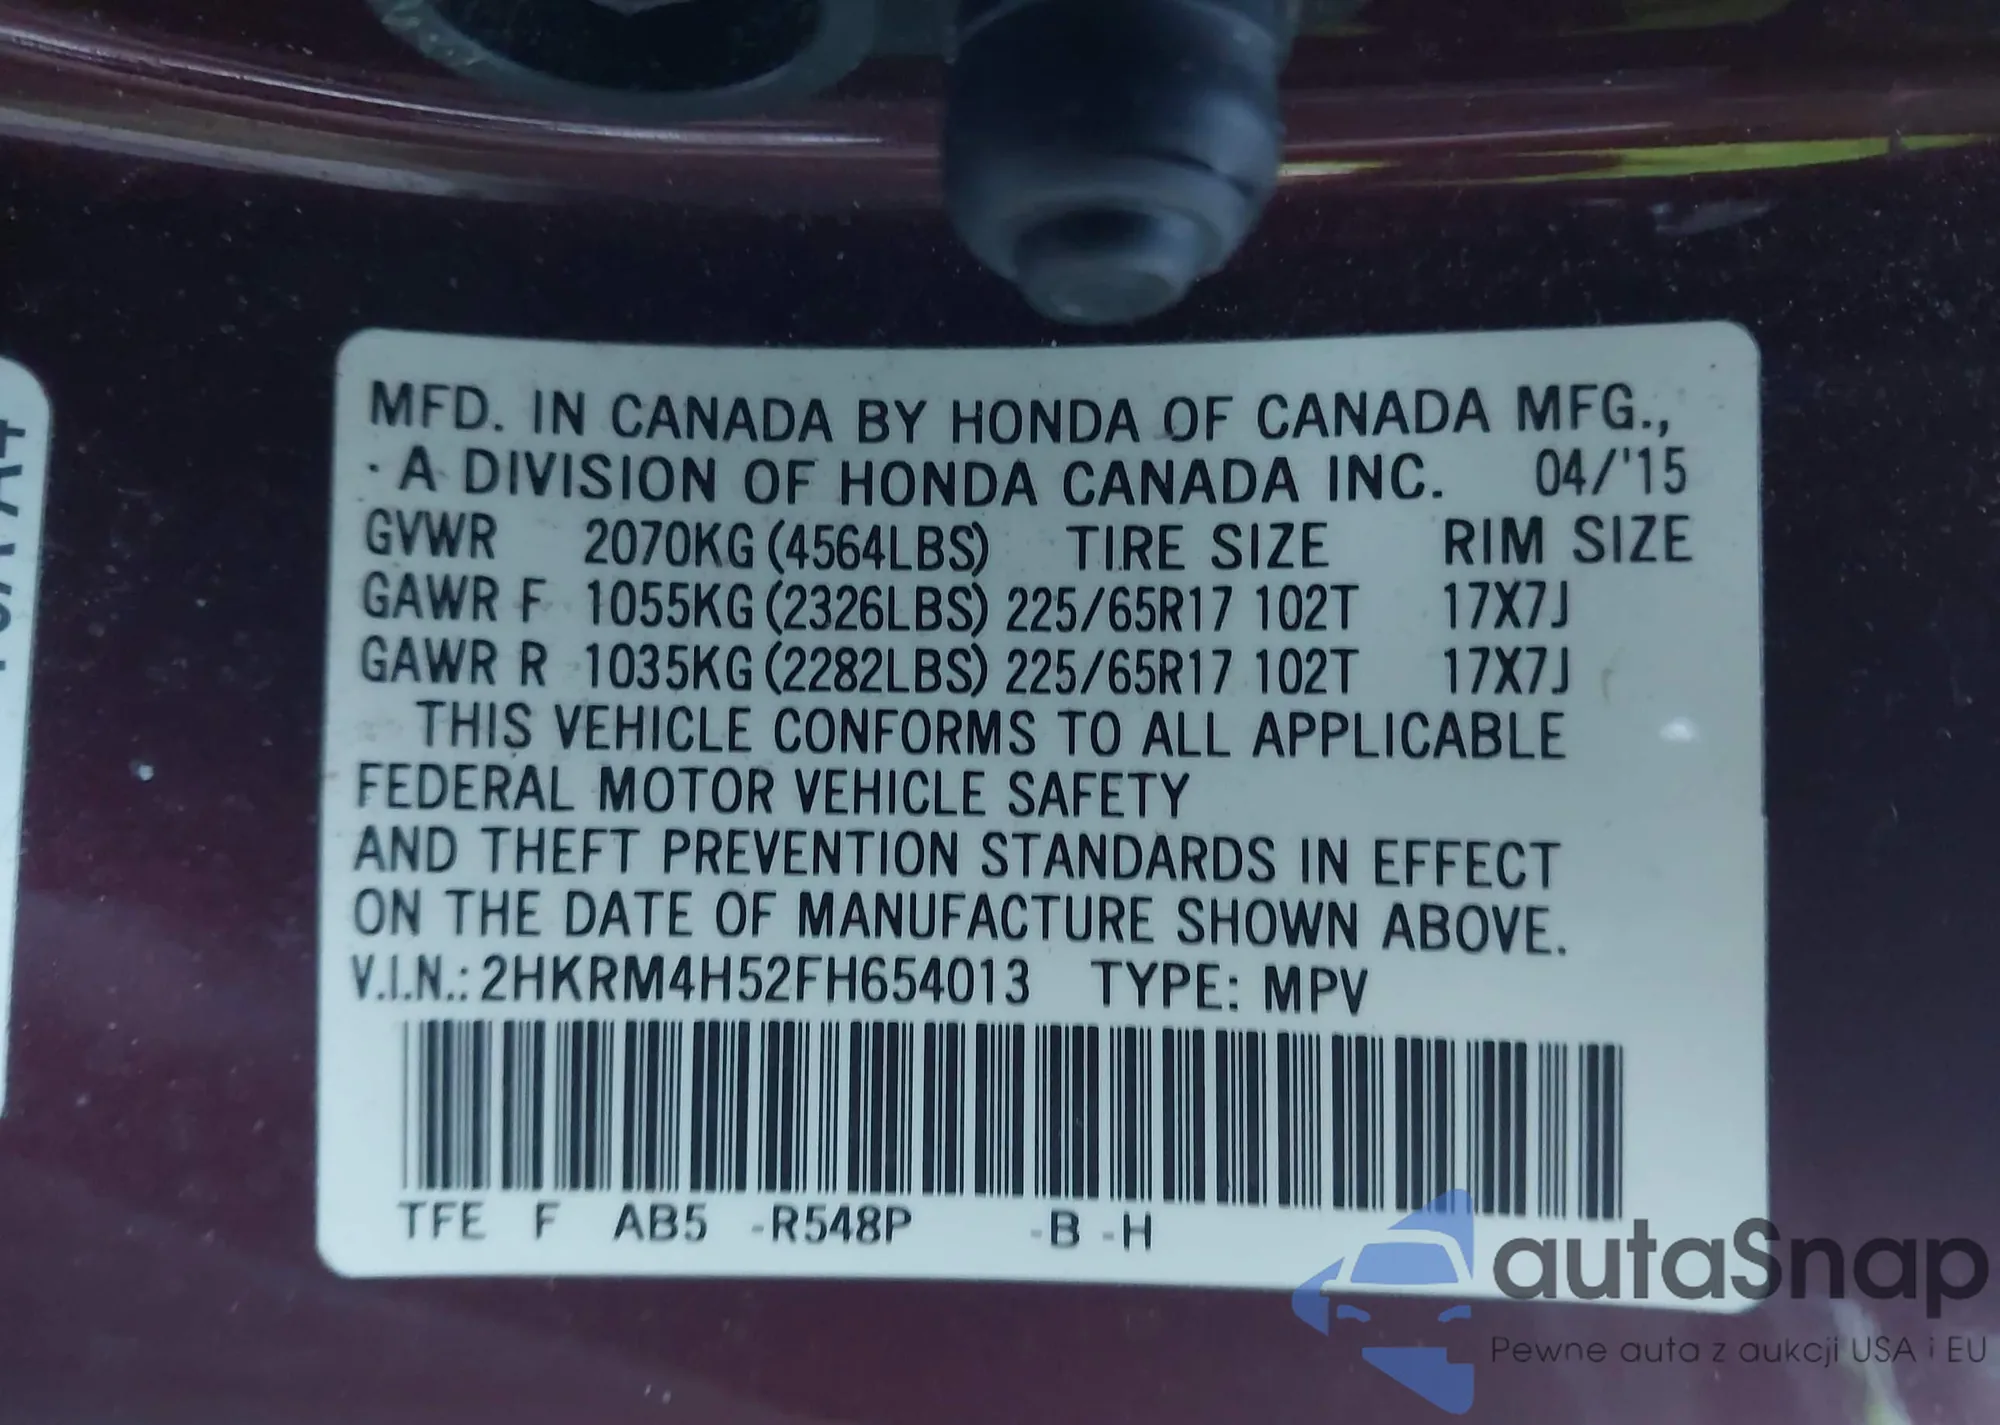 MFD. IN CANADA BY HONDA OF CANADA MFG.,
A DIVISION OF HONDA CANADA INC. 04/'15
GVWR 2070KG (4564LBS) TIRE SIZE RIM SIZE
GAWR F 1055KG (2326LBS) 225/65R17 102T 17X7J
GAWR R 1035KG (2282LBS) 225/65R17 102T 17X7J
THIS VEHICLE CONFORMS TO ALL APPLICABLE
FEDERAL MOTOR VEHICLE SAFETY
AND THEFT PREVENTION STANDARDS IN EFFECT
ON THE DATE OF MANUFACTURE SHOWN ABOVE.
V.I.N.: 2HKRM4H52FH654013 TYPE: MPV
TFE F AB5 -R548P -B -H
autaSnap
Pewne auta z aukcji USA i EU